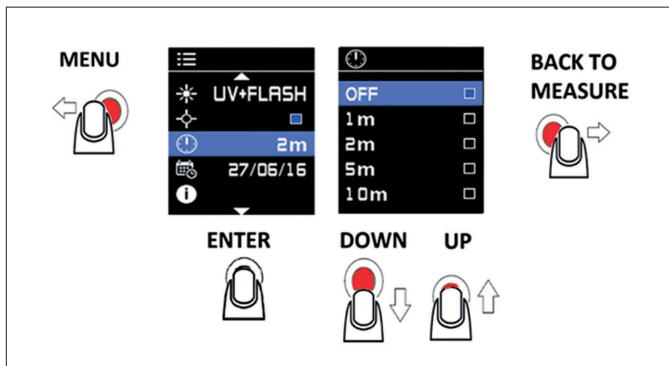 MENU
UV+FLASH
2m
27/06/16
OFF
1m
2m
5m
10m
BACK TO
MEASURE
ENTER
DOWN
UP